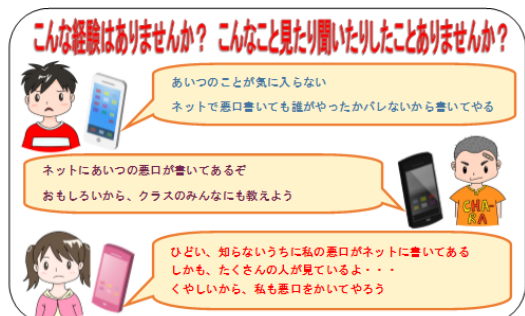 こんな経験はありませんか？ こんなこと見たり聞いたりしたことありませんか？
あいつのことが気に入らない
ネットで悪口書いても誰がやったかバレないから書いてやる
ネットにあいつの悪口が書いてあるぞ
おもしろいから、クラスのみんなにも教えよう
CHA-
RA
ひどい、知らないうちに私の悪口がネットに書いてある
しかも、たくさんの人が見ているよ・・・
くやしいから、私も悪口をかいてやろう